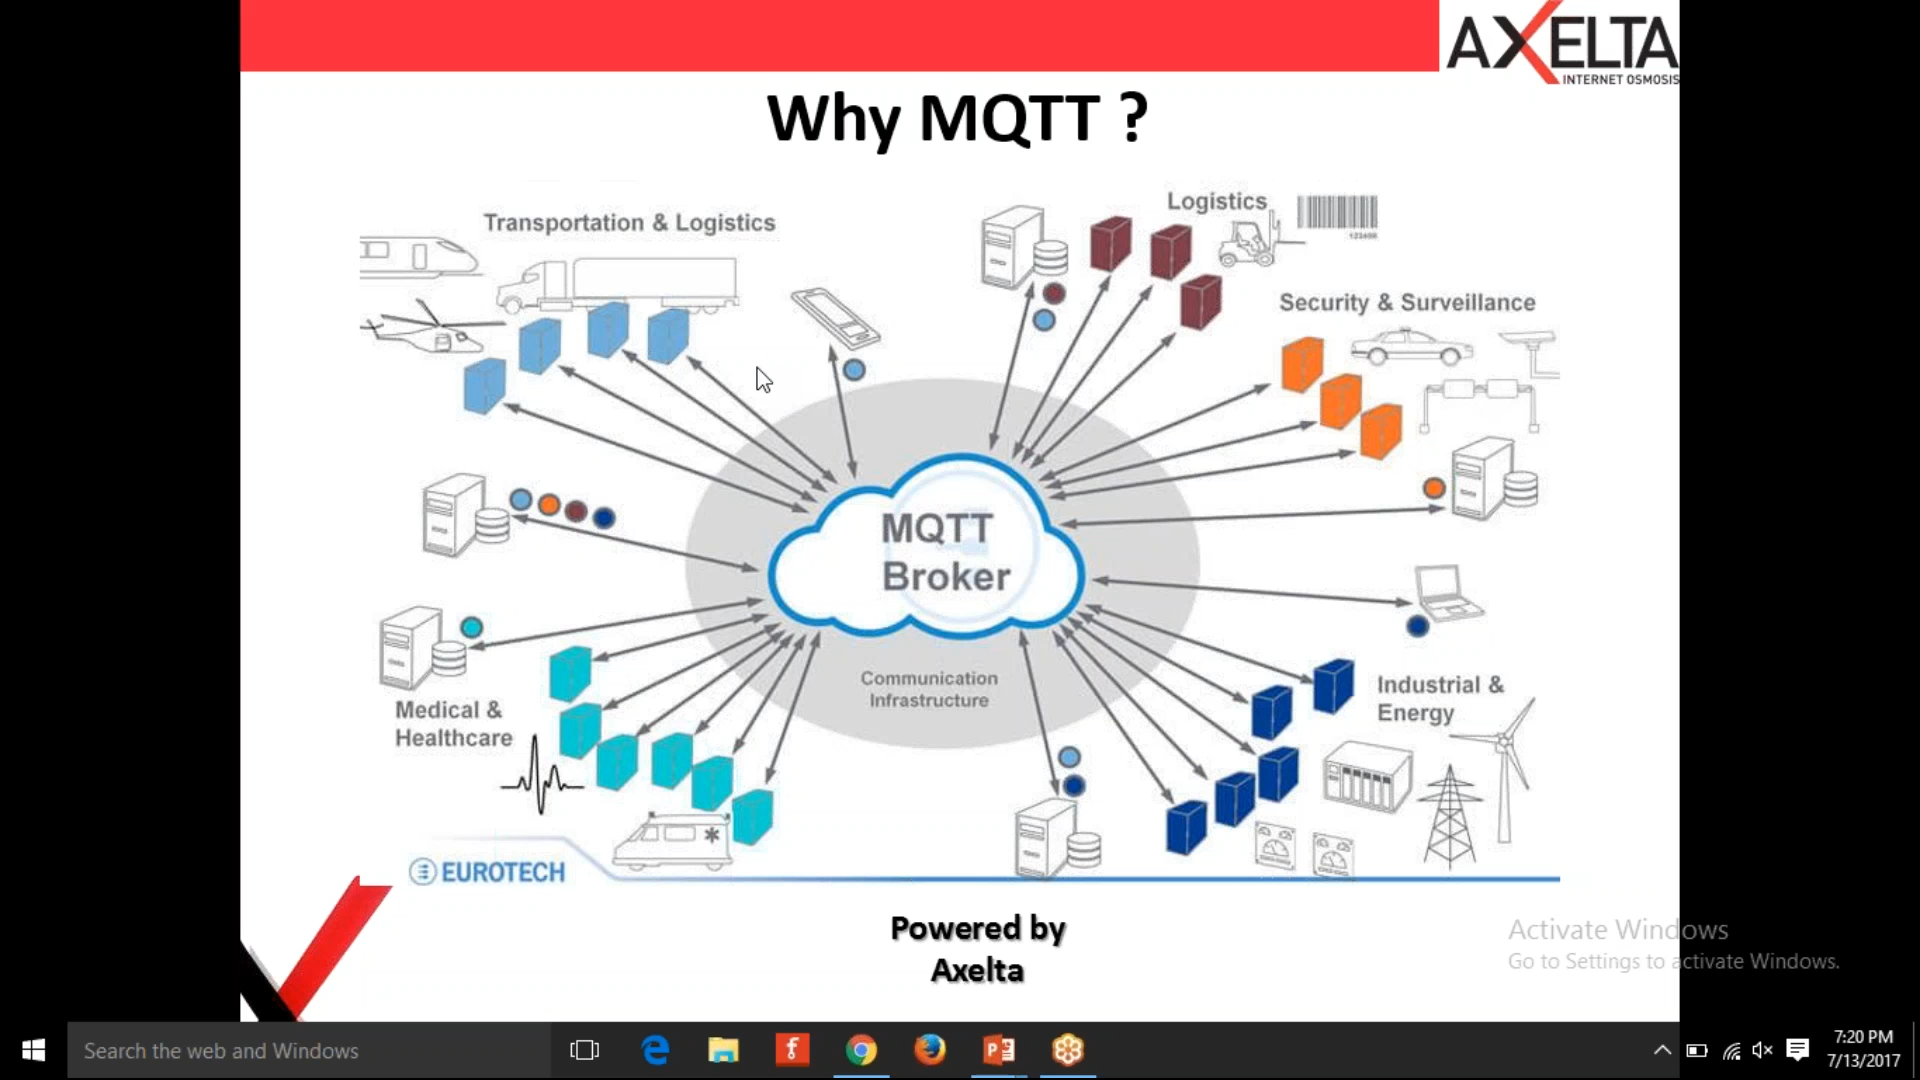 AXELTA
INTERNET OSMOSIS
Why MQTT ?
Transportation & Logistics
Logistics
123456
Security & Surveillance
MQTT
Broker
Communication
Infrastructure
Medical &
Healthcare
Industrial &
Energy
EUROTECH
Powered by
Axelta
Activate Windows
Go to Settings to activate Windows.
Search the web and Windows
7:20 PM
7/13/2017